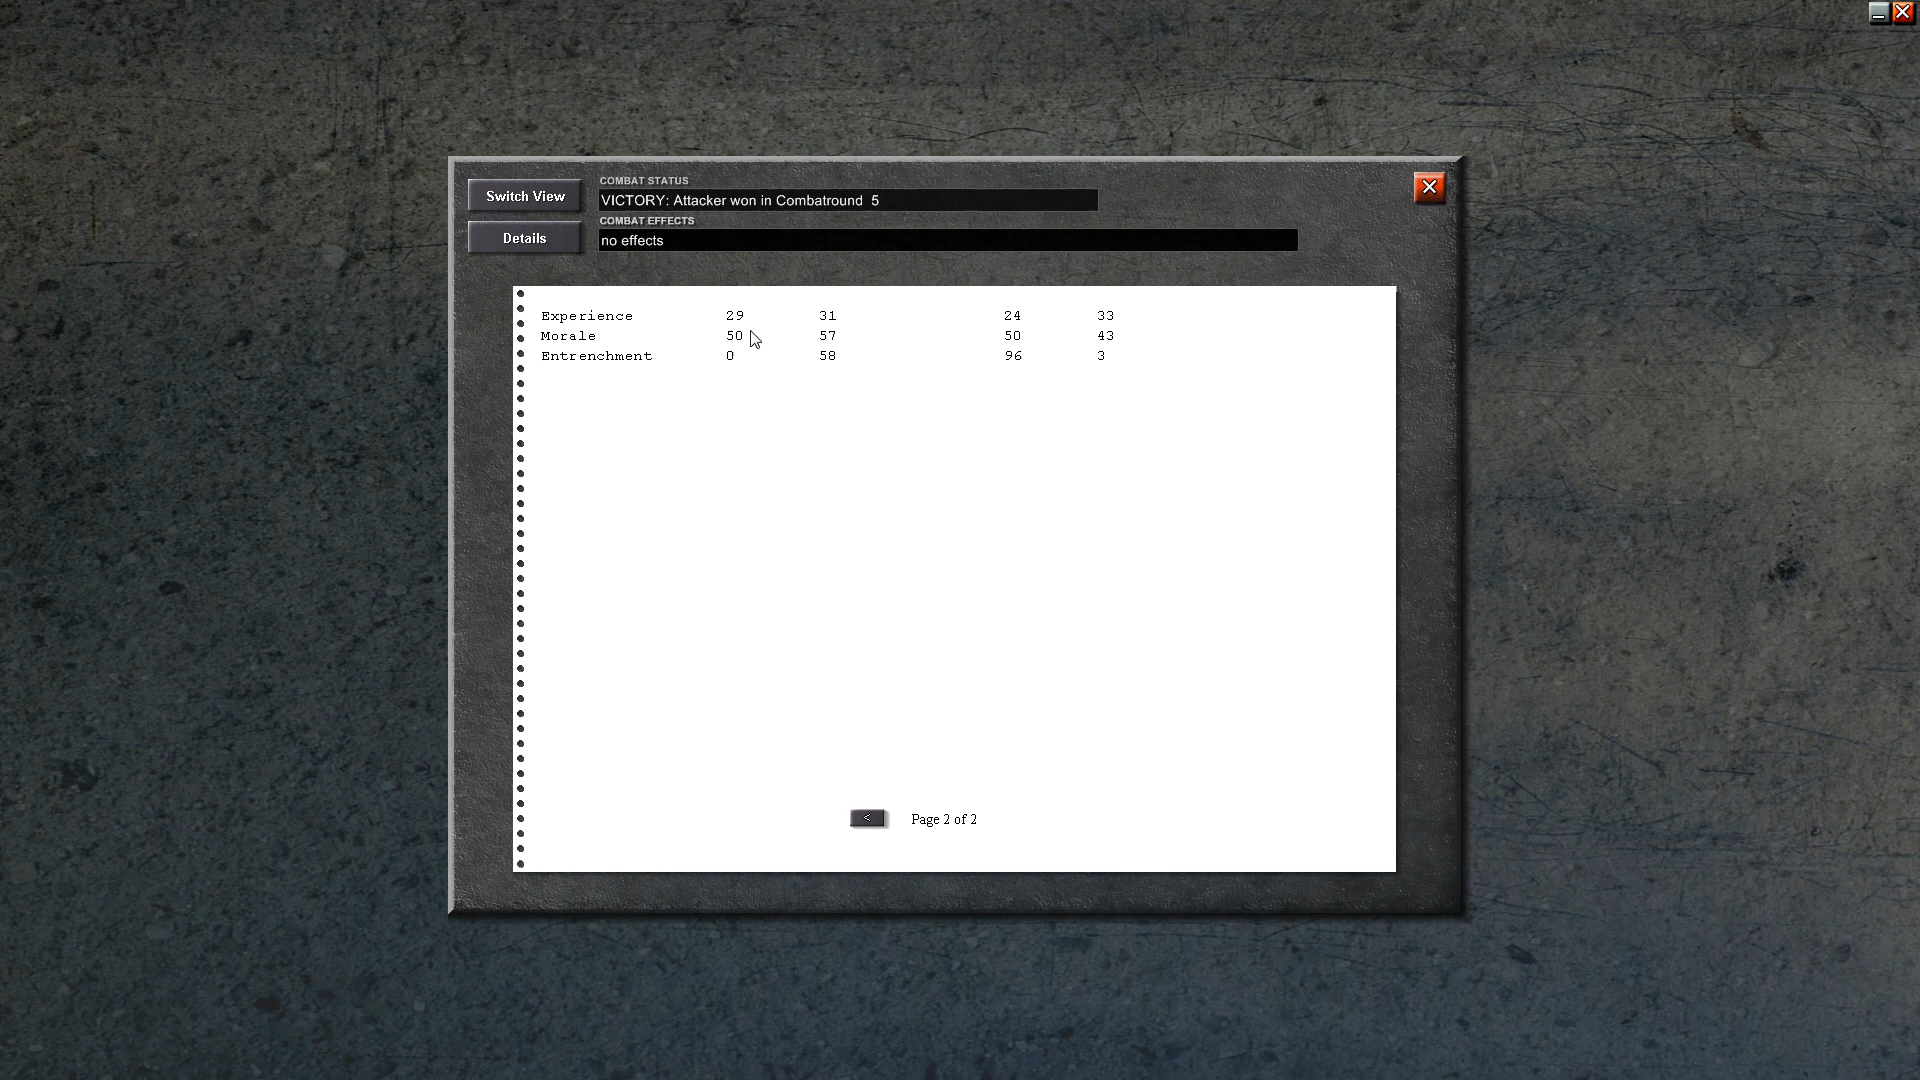 Switch View
COMBAT STATUS
VICTORY: Attacker won in Combatround 5
Details
COMBAT EFFECTS
no effects
Experience 29 31 24 33
Morale 50 57 50 43
Entrenchment 0 58 96 3
< Page 2 of 2